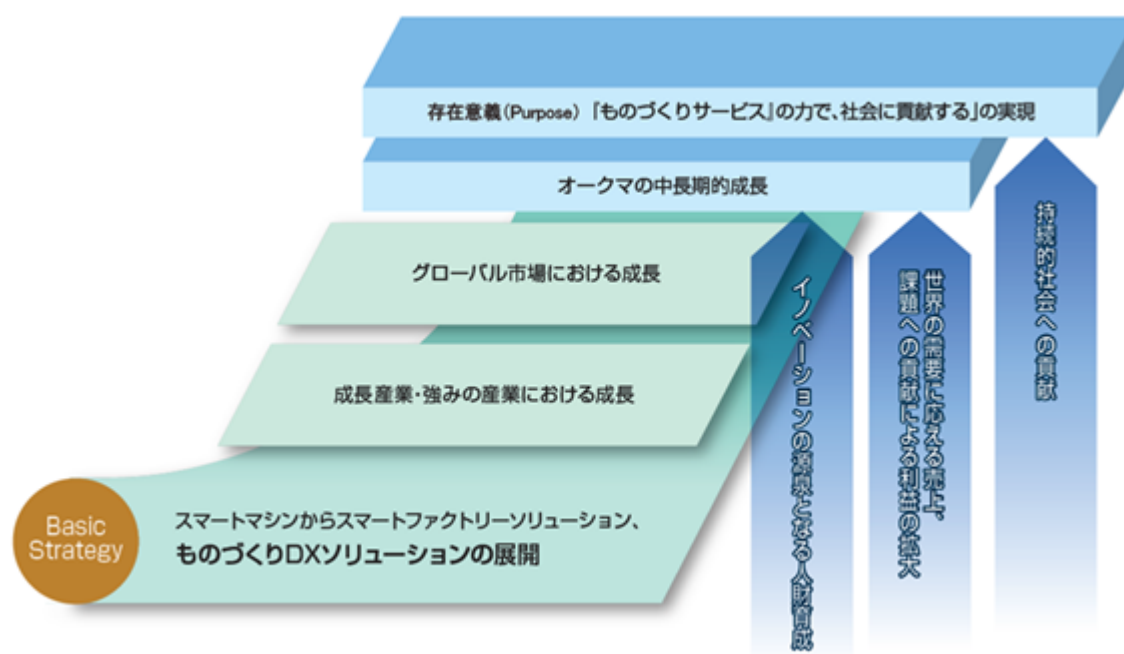 存在意義(Purpose)「『ものづくりサービス』の力で、社会に貢献する」の実現
オークマの中長期的成長
グローバル市場における成長
成長産業・強みの産業における成長
Basic
Strategy
スマートマシンからスマートファクトリーソリューション、
ものづくりDXソリューションの展開
イノベーションの源泉となる人財育成
世界の需要に応える売上、
課題への貢献による利益の拡大
持続的社会への貢献